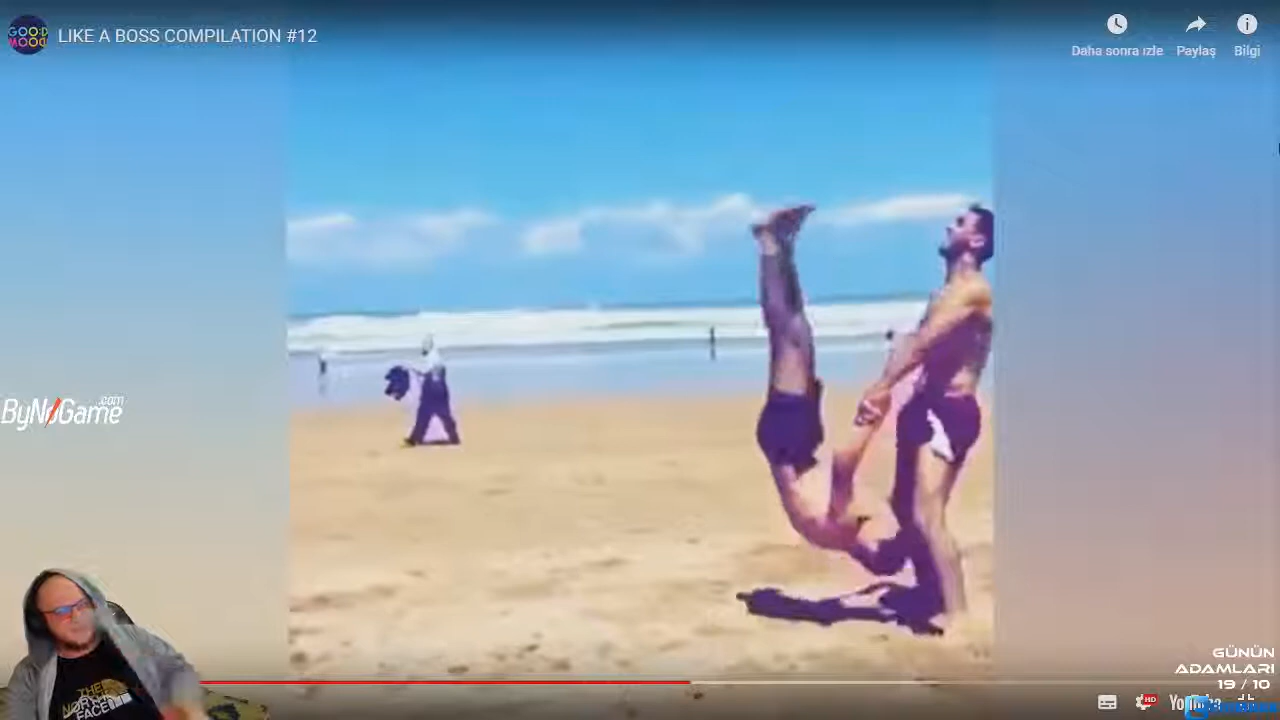 GOOD MOOD
LIKE A BOSS COMPILATION #12
Daha sonra izle
Paylaş
Bilgi
ByNoGame.com
THE
NORTH
FACE
GÜNÜN
ADAMLARI
19 / 10
HD